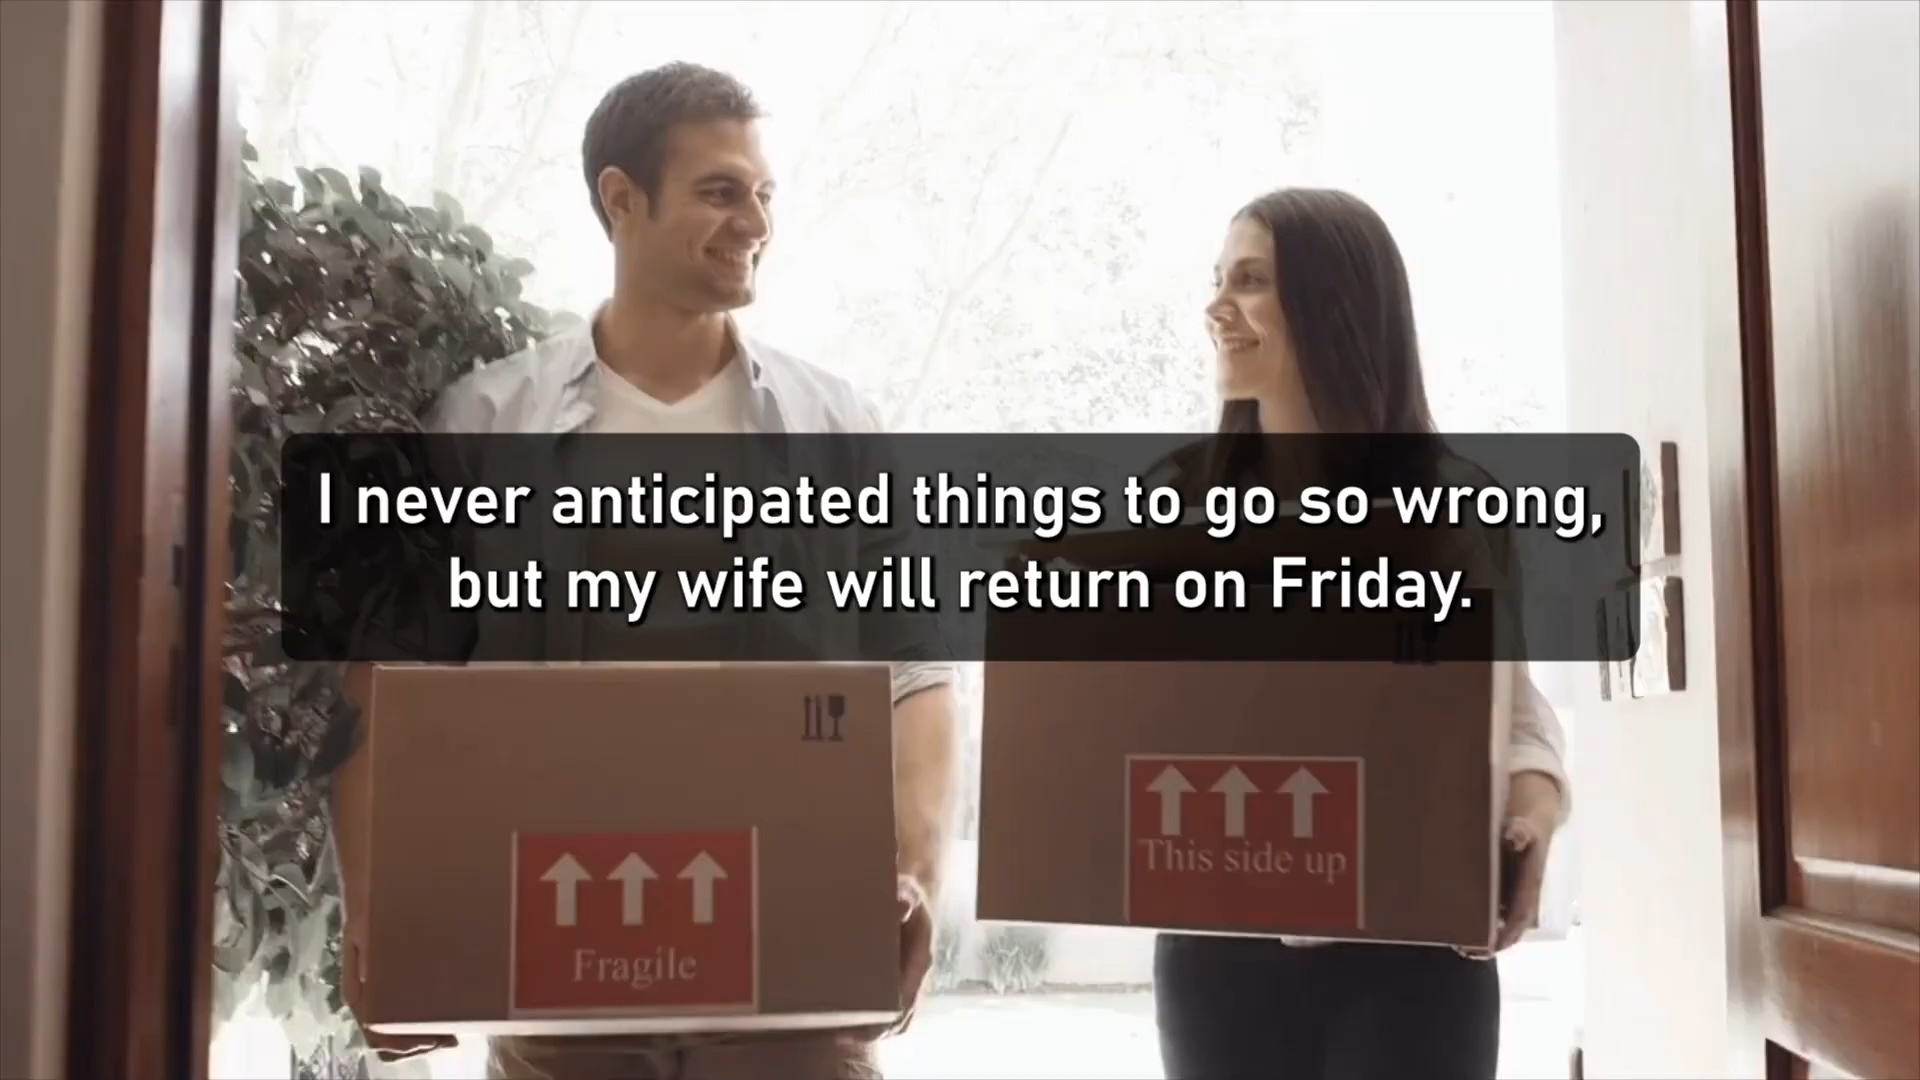 I never anticipated things to go so wrong,
but my wife will return on Friday.
This side up
Fragile